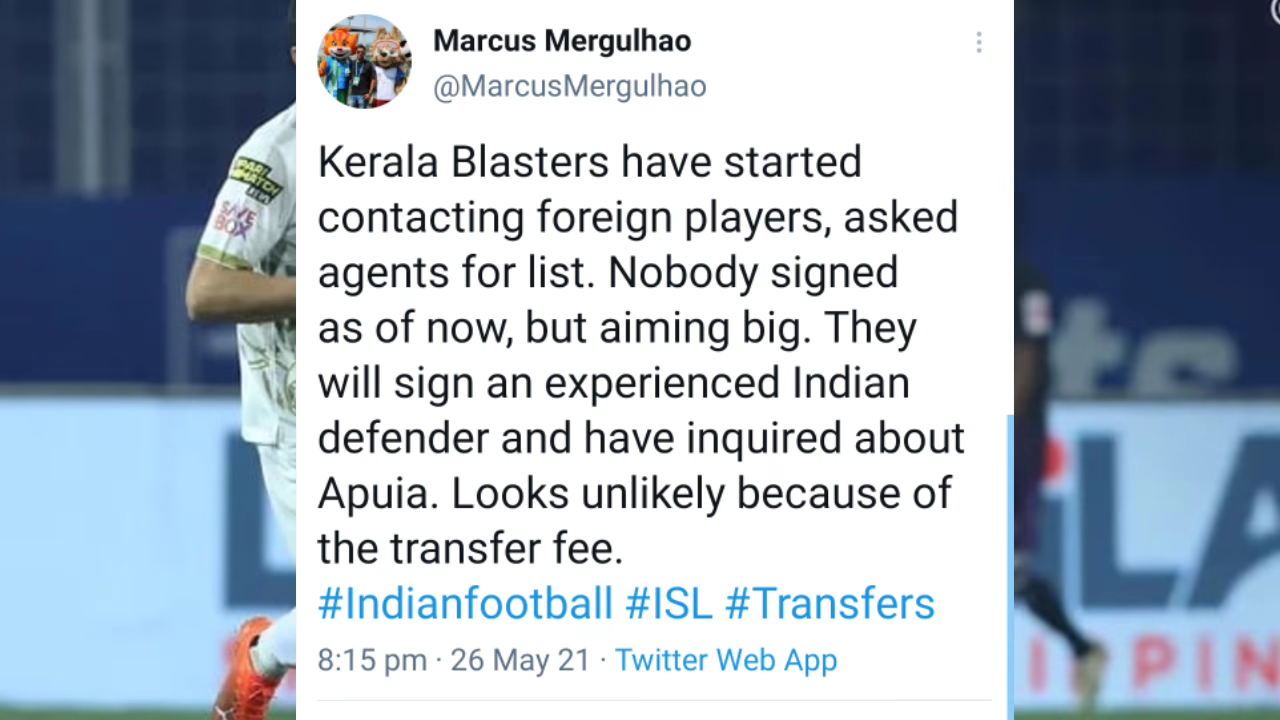 Marcus Mergulhao
@MarcusMergulhao
Kerala Blasters have started
contacting foreign players, asked
agents for list. Nobody signed
as of now, but aiming big. They
will sign an experienced Indian
defender and have inquired about
Apuia. Looks unlikely because of
the transfer fee.
#Indianfootball #ISL #Transfers
8:15 pm · 26 May 21 · Twitter Web App
SAVE
BOX